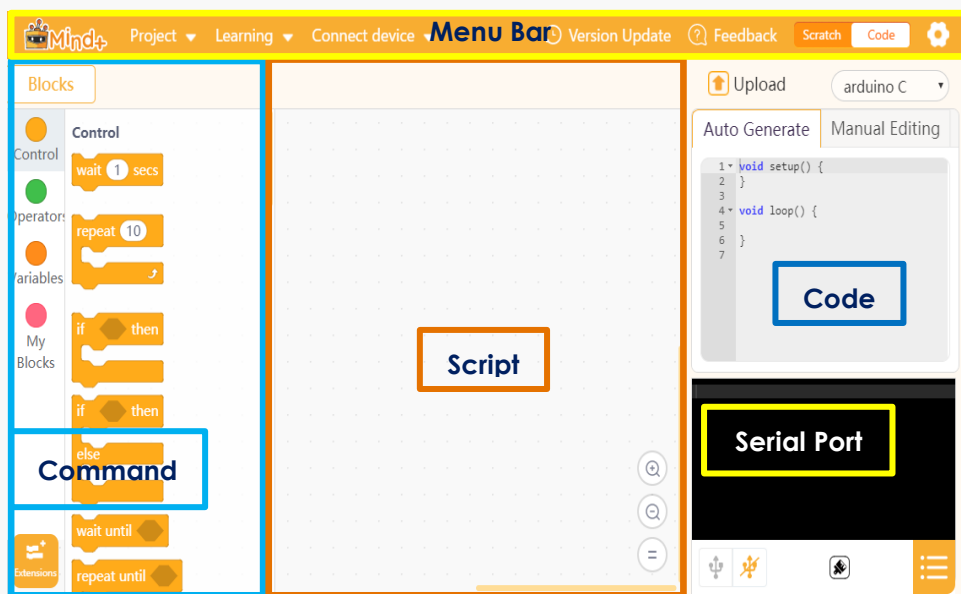 Mind+ Project Learning Connect device Menu Bar Version Update Feedback Scratch Code
Blocks
Control
Operators
Variables
My
Blocks
Extensions
Control
wait 1 secs
repeat 10
if then
if then
else
wait until
repeat until
Command
Script
Upload arduino C
Auto Generate Manual Editing
1 void setup() {
2 }
3
4 void loop() {
5
6 }
7
Code
Serial Port